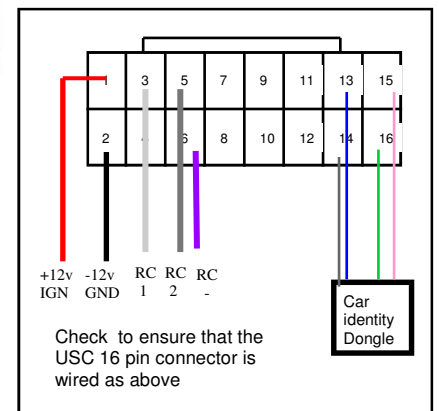 1 3 5 7 9 11 13 15
2 4 6 8 10 12 14 16
+12v -12v RC RC RC
IGN GND 1 2 -
Car
identity
Dongle
Check to ensure that the
USC 16 pin connector is
wired as above